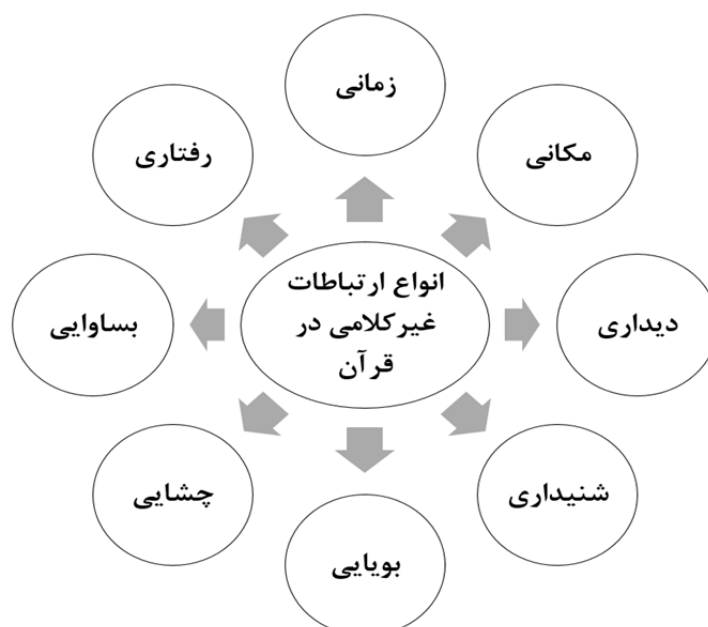 زمانی
مکانی
دیداری
شنیداری
بویایی
چشایی
بساوایی
رفتاری
انواع ارتباطات
غیرکلامی در
قرآن